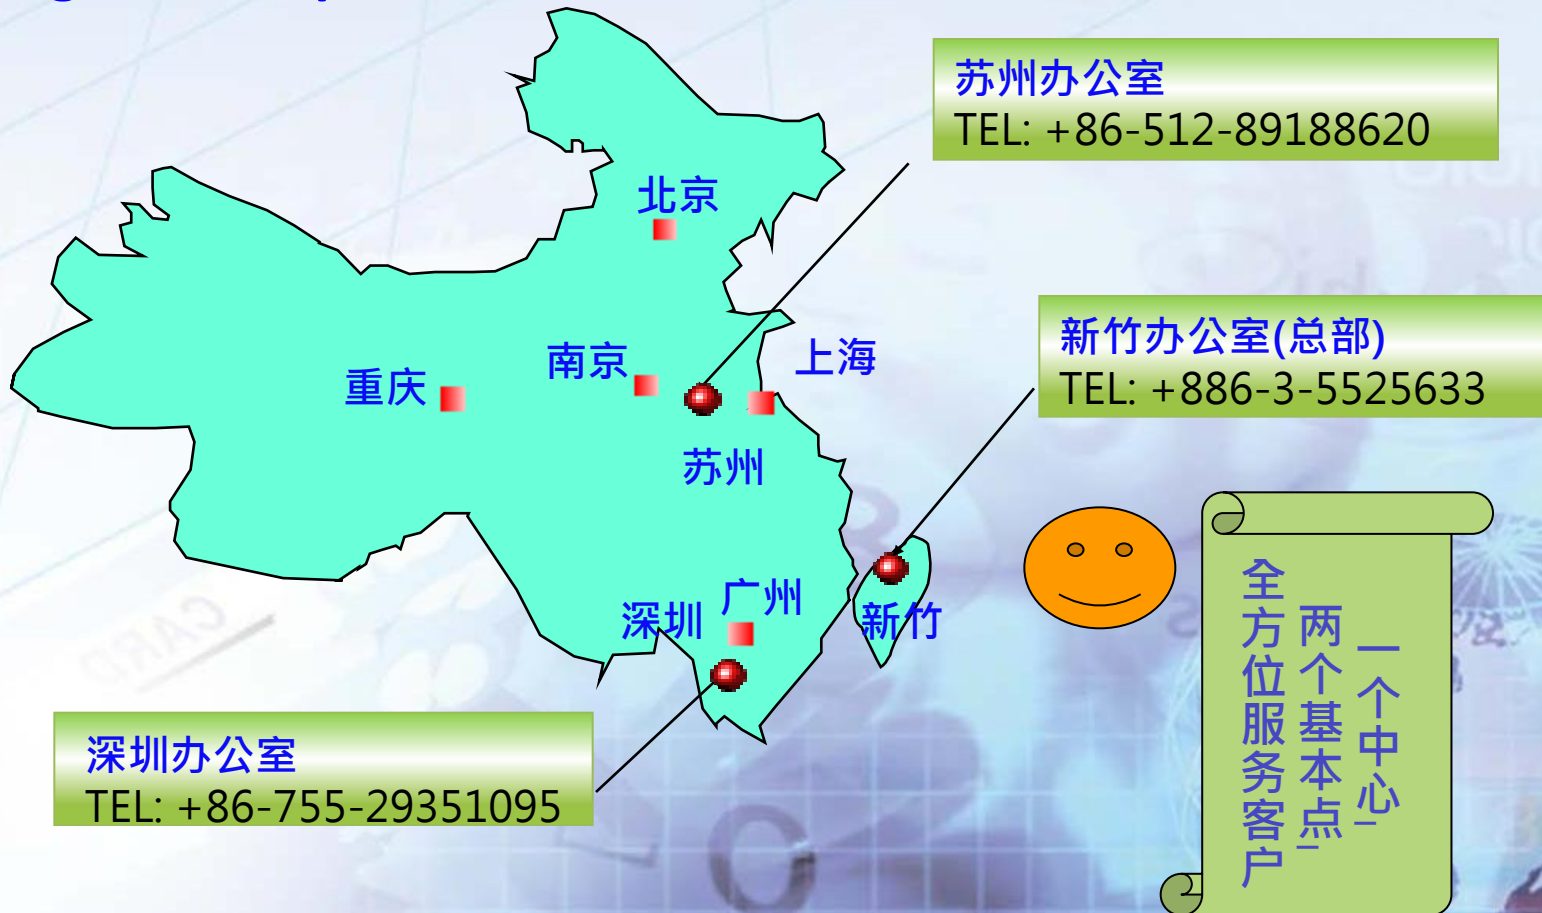 苏州办公室
TEL: +86-512-89188620
北京
新竹办公室(总部)
TEL: +886-3-5525633
上海
南京
重庆
苏州
广州
深圳
新竹
一个中心
两个基本点
全方位服务客户
深圳办公室
TEL: +86-755-29351095